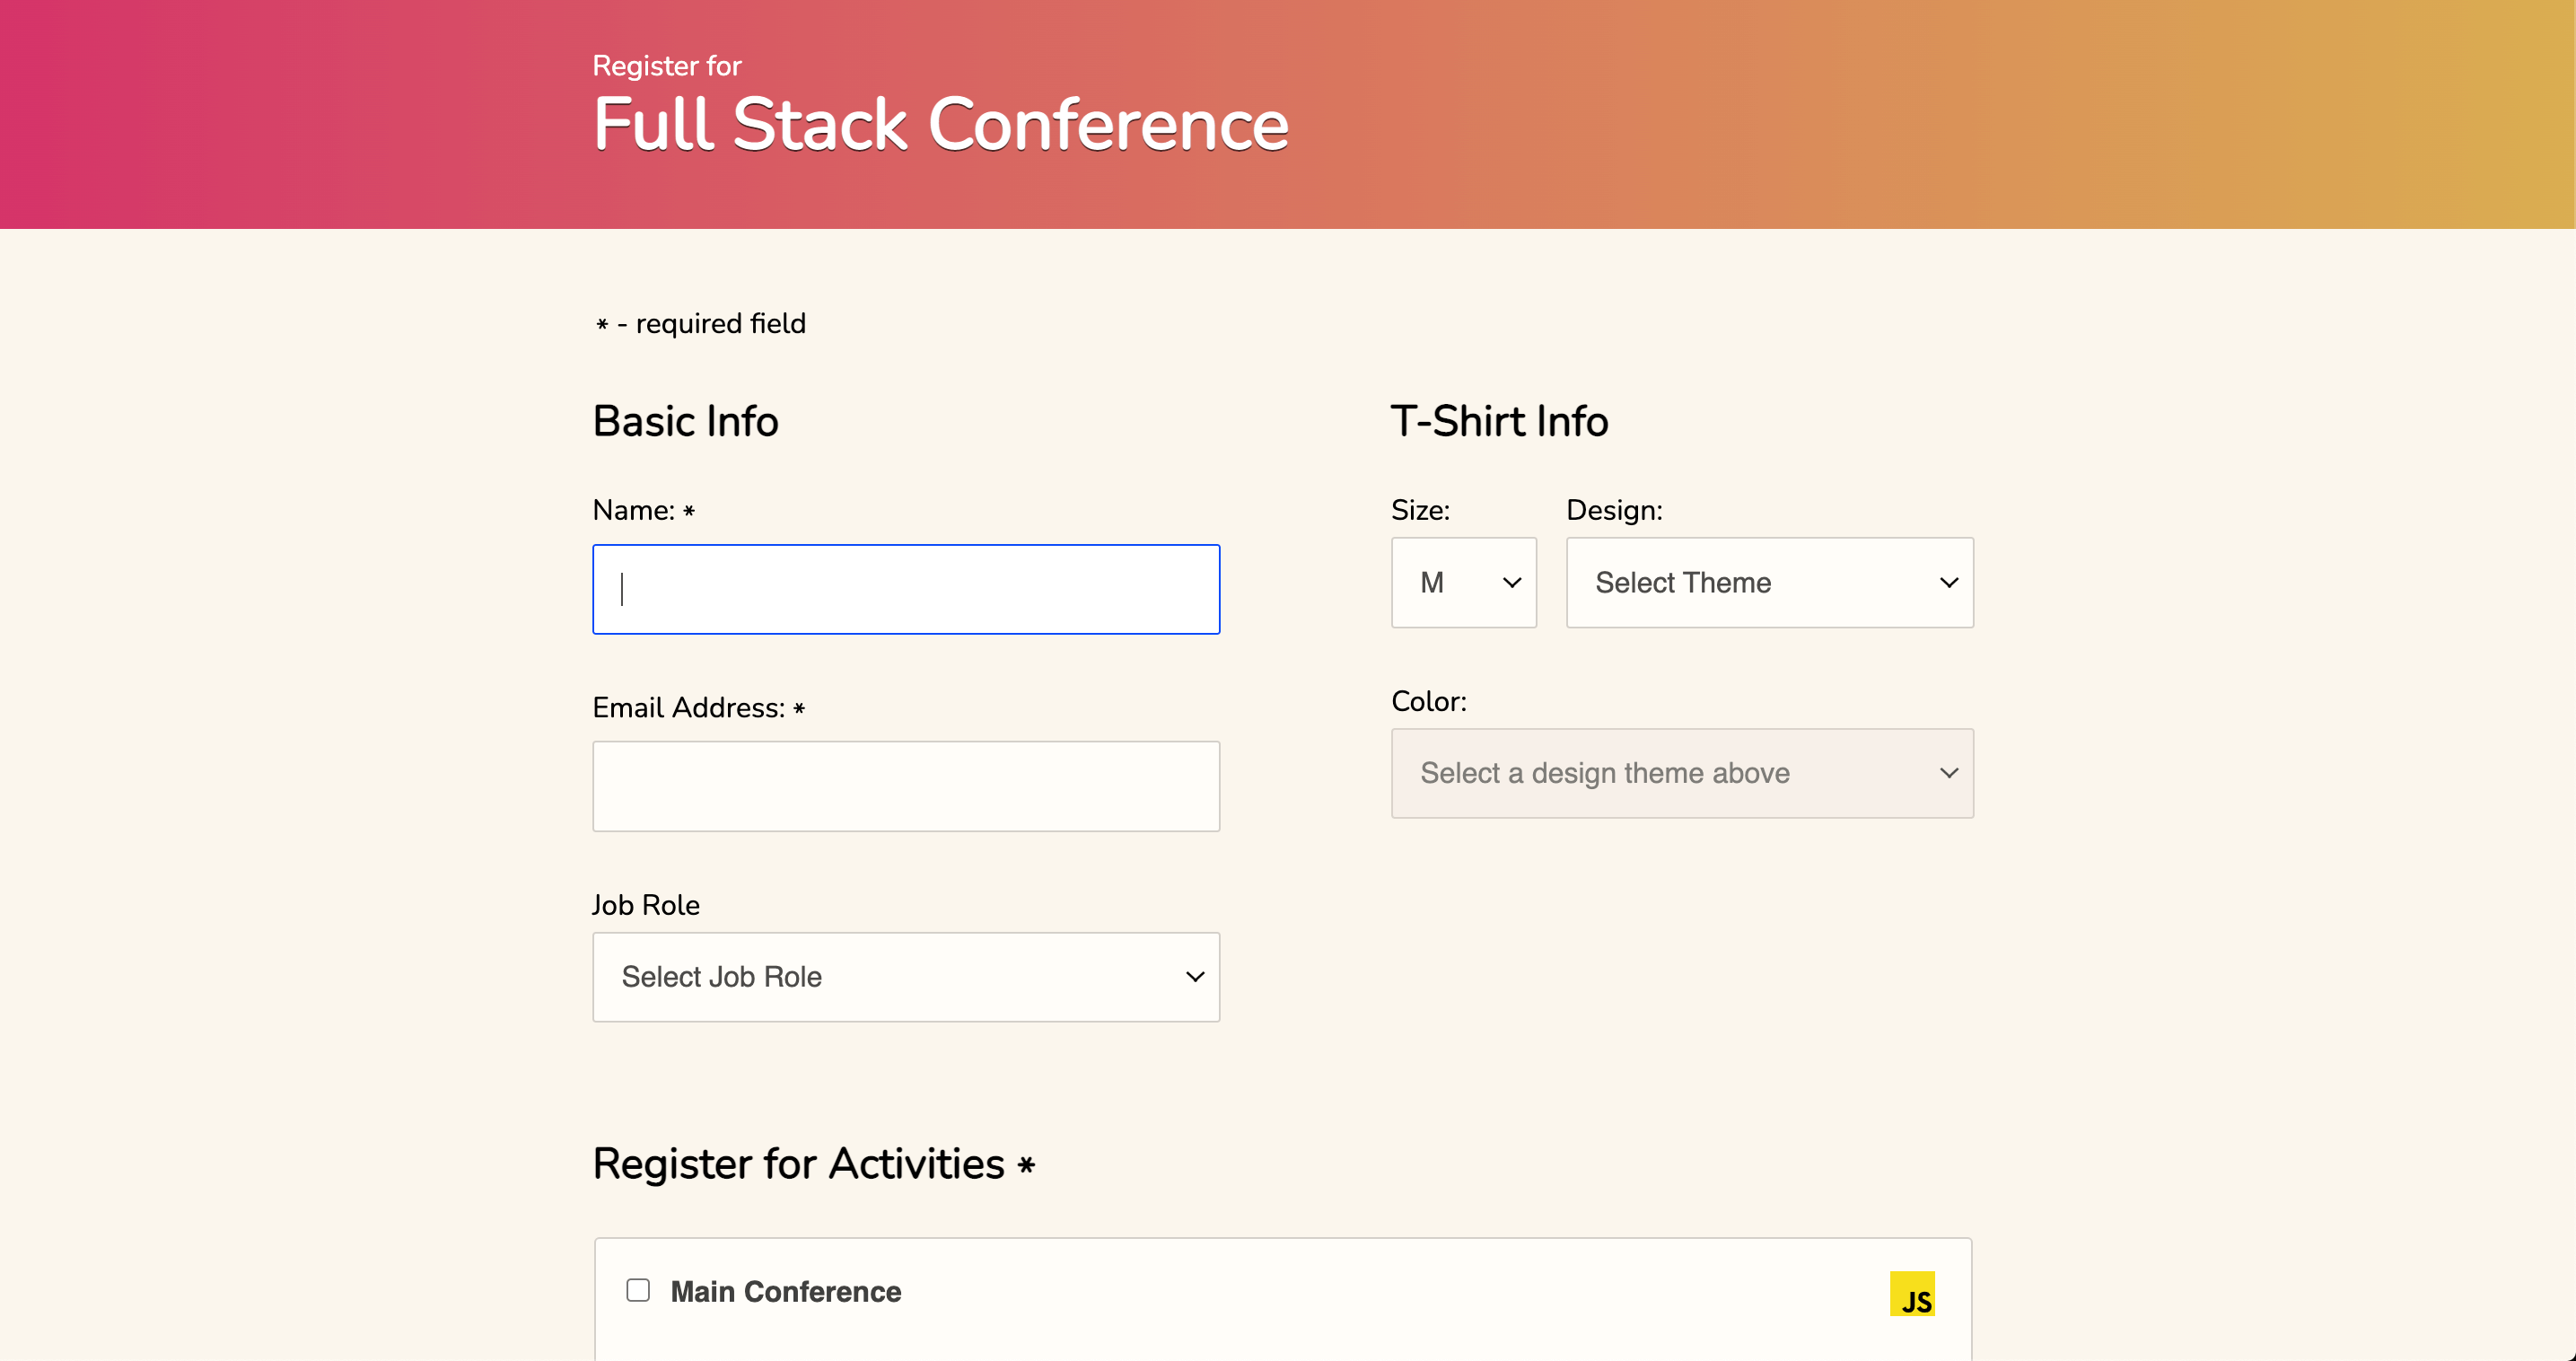 Register for
Full Stack Conference
* - required field
Basic Info
Name: *
Email Address: *
Job Role
Select Job Role
T-Shirt Info
Size:
M
Design:
Select Theme
Color:
Select a design theme above
Register for Activities *
Main Conference
JS